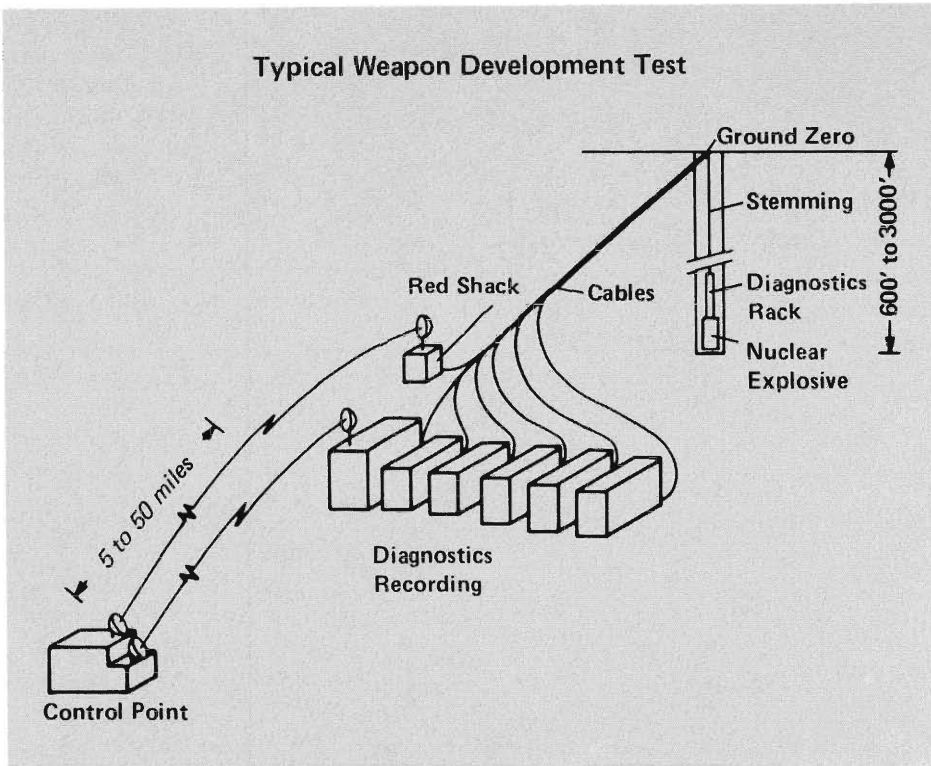 Typical Weapon Development Test
Ground Zero
Stemming
600' to 3000'
Red Shack
Cables
Diagnostics
Rack
Nuclear
Explosive
5 to 50 miles
Diagnostics
Recording
Control Point